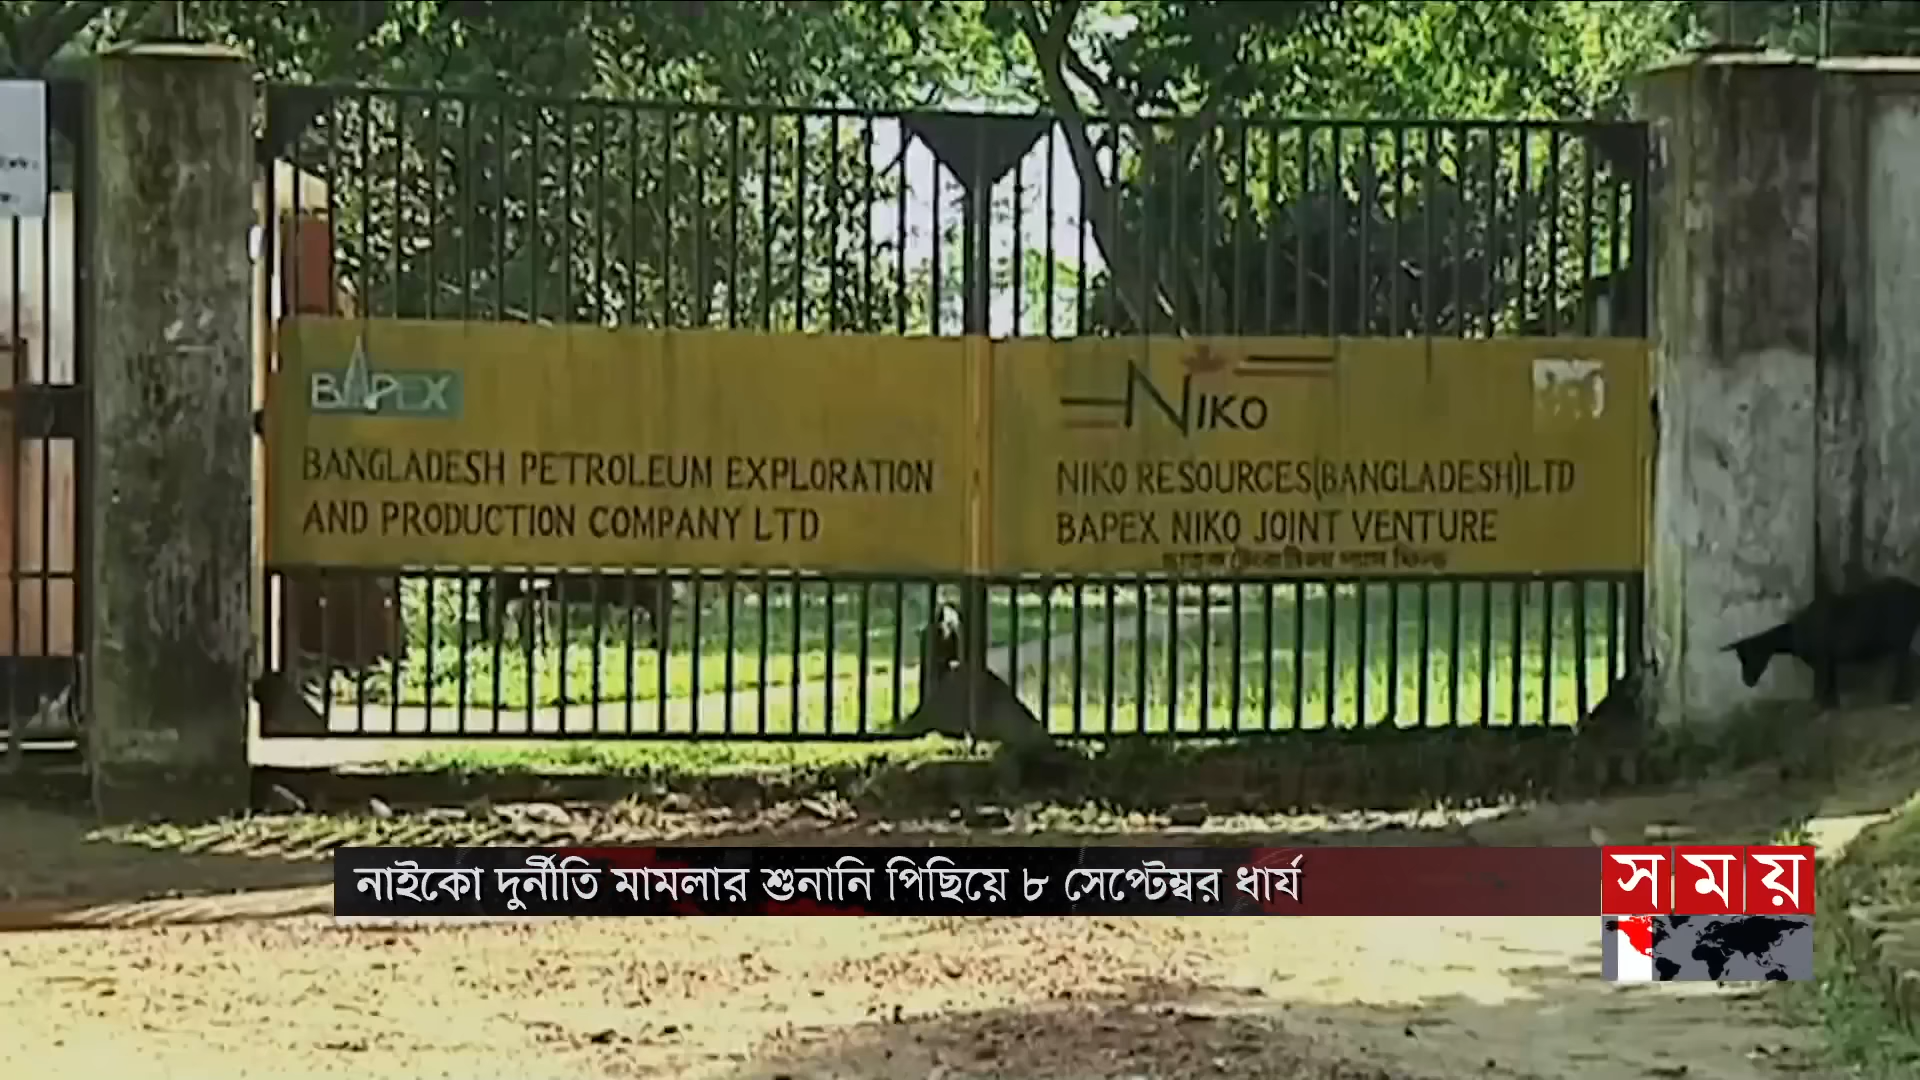 BAPEX
BANGLADESH PETROLEUM EXPLORATION
AND PRODUCTION COMPANY LTD
NIKO
NIKO RESOURCES(BANGLADESH)LTD
BAPEX NIKO JOINT VENTURE
নাইকো দুর্নীতি মামলার শুনানি পিছিয়ে ৮ সেপ্টেম্বর ধার্য
সময়